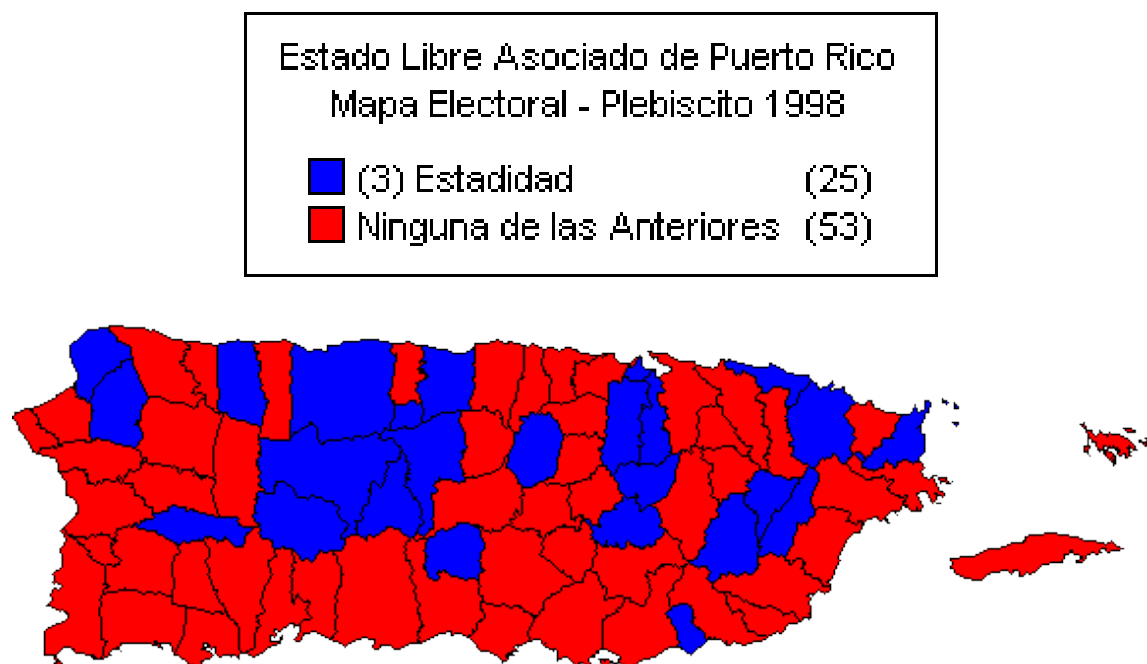 Estado Libre Asociado de Puerto Rico
Mapa Electoral - Plebiscito 1998
(3) Estadidad (25)
Ninguna de las Anteriores (53)